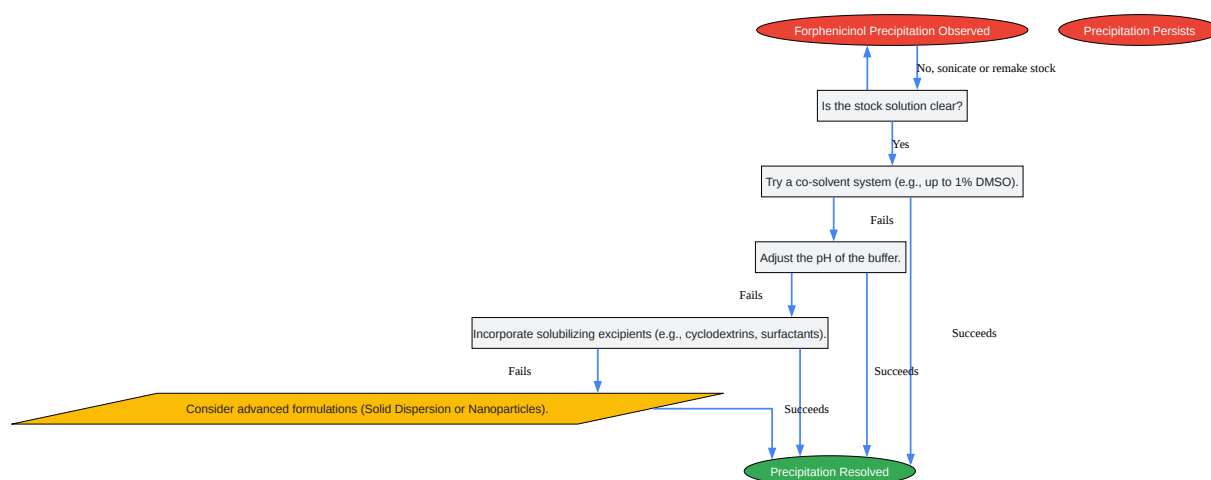 Forphenicinol Precipitation Observed
Precipitation Persists
No, sonicate or remake stock
Is the stock solution clear?
Yes
Try a co-solvent system (e.g., up to 1% DMSO).
Fails
Adjust the pH of the buffer.
Fails
Incorporate solubilizing excipients (e.g., cyclodextrins, surfactants).
Succeeds
Fails
Succeeds
Consider advanced formulations (Solid Dispersion or Nanoparticles).
Succeeds
Precipitation Resolved